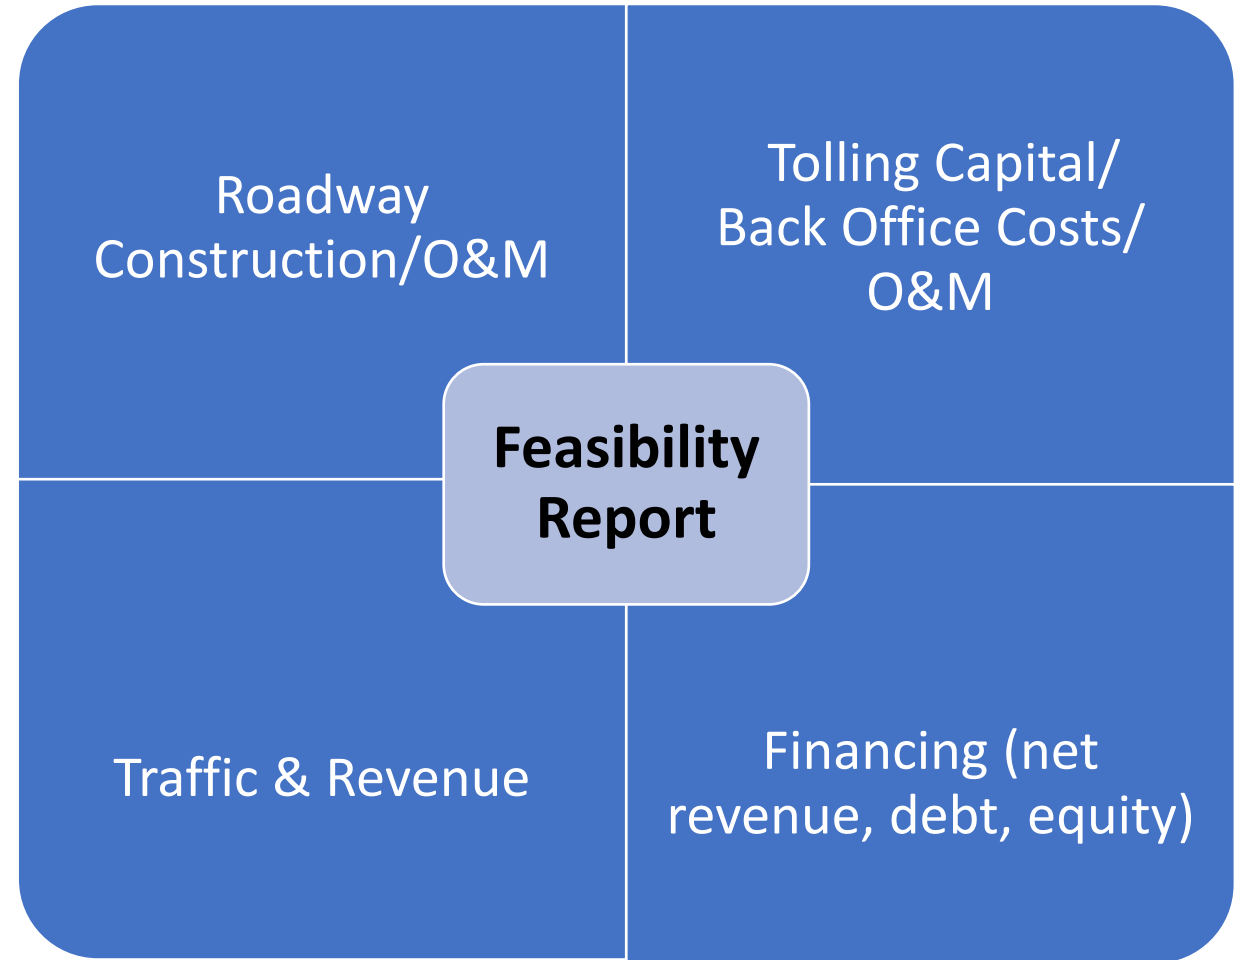 Roadway
Construction/O&M
Tolling Capital/
Back Office Costs/
O&M
Feasibility
Report
Traffic & Revenue
Financing (net
revenue, debt, equity)